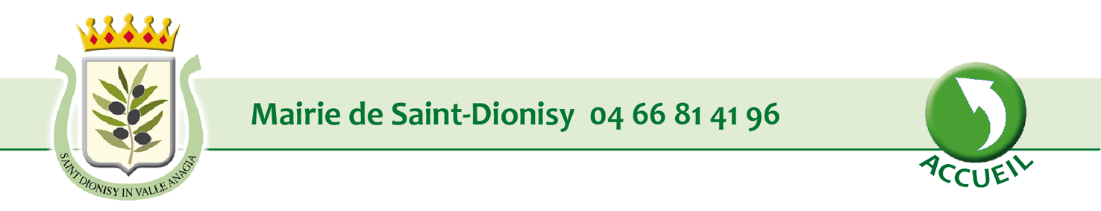 SAINT DIONISY IN VALLE ANAGIA
Mairie de Saint-Dionisy 04 66 81 41 96
ACCUEIL